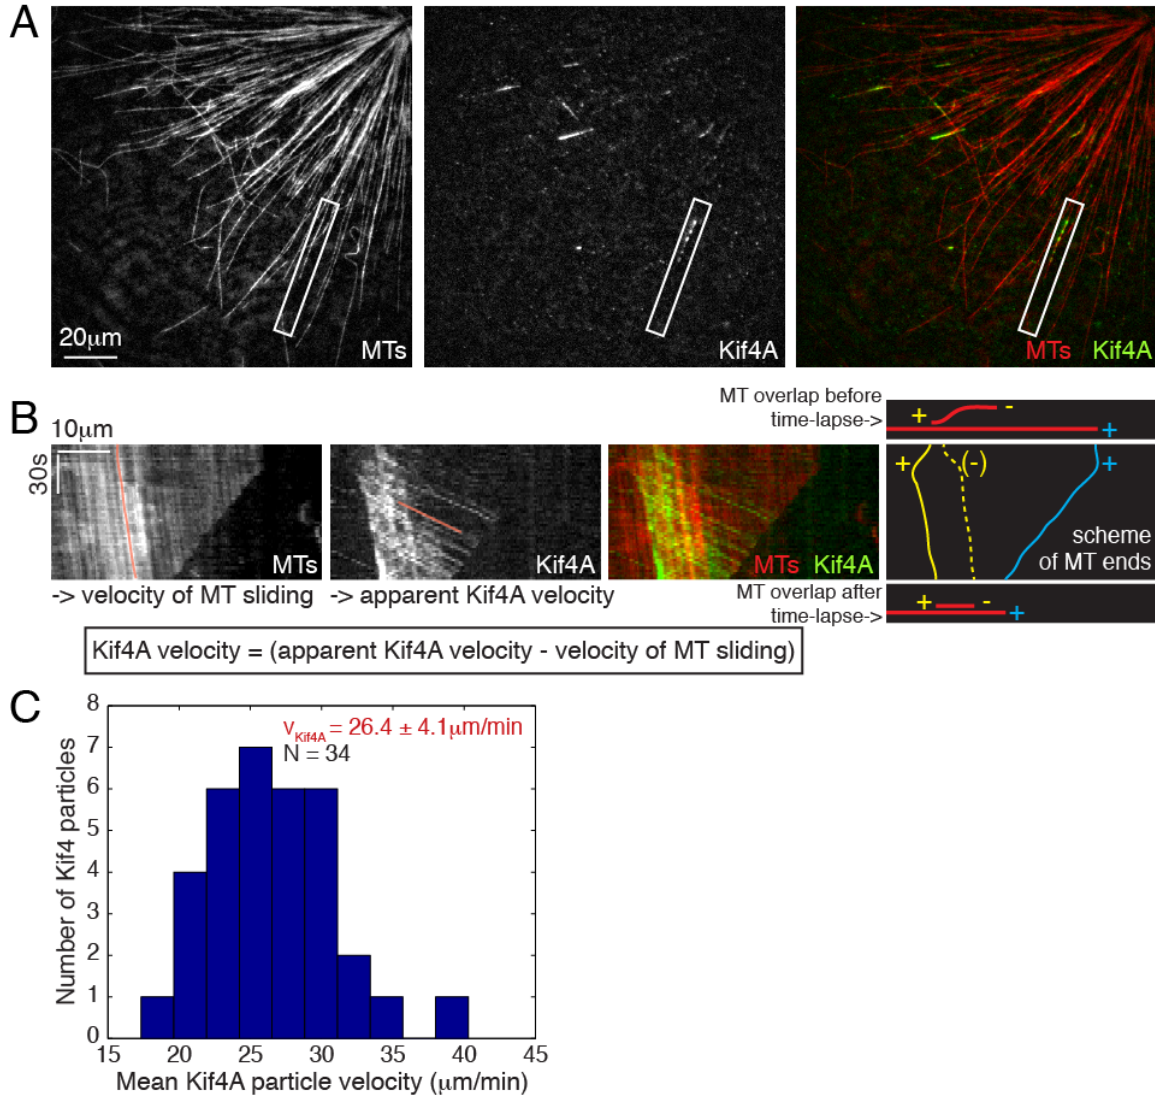 A
20μm
MTs
Kif4A
MTs Kif4A
B
10μm
30s
MTs
Kif4A
MTs Kif4A
MT overlap before
time-lapse->
+
-
+
+
(-)
+
scheme
of MT ends
-> velocity of MT sliding
-> apparent Kif4A velocity
MT overlap after
time-lapse->
+
-
+
Kif4A velocity = (apparent Kif4A velocity - velocity of MT sliding)
C
8
7
6
5
4
3
2
1
0
Number of Kif4 particles
vKif4A = 26.4 ± 4.1μm/min
N = 34
15 20 25 30 35 40 45
Mean Kif4A particle velocity (μm/min)